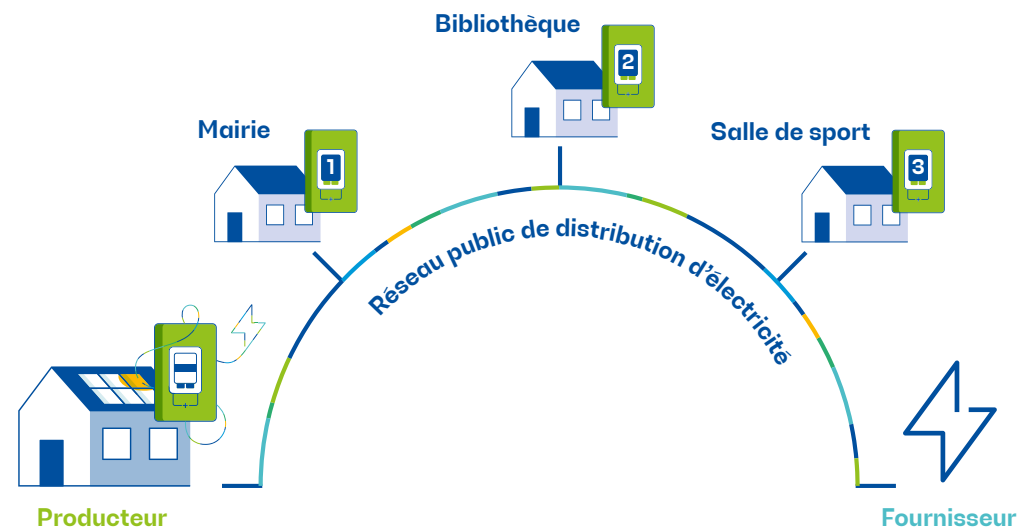 Bibliothèque
2
Mairie
1
Salle de sport
3
Réseau public de distribution d'électricité
Producteur
Fournisseur